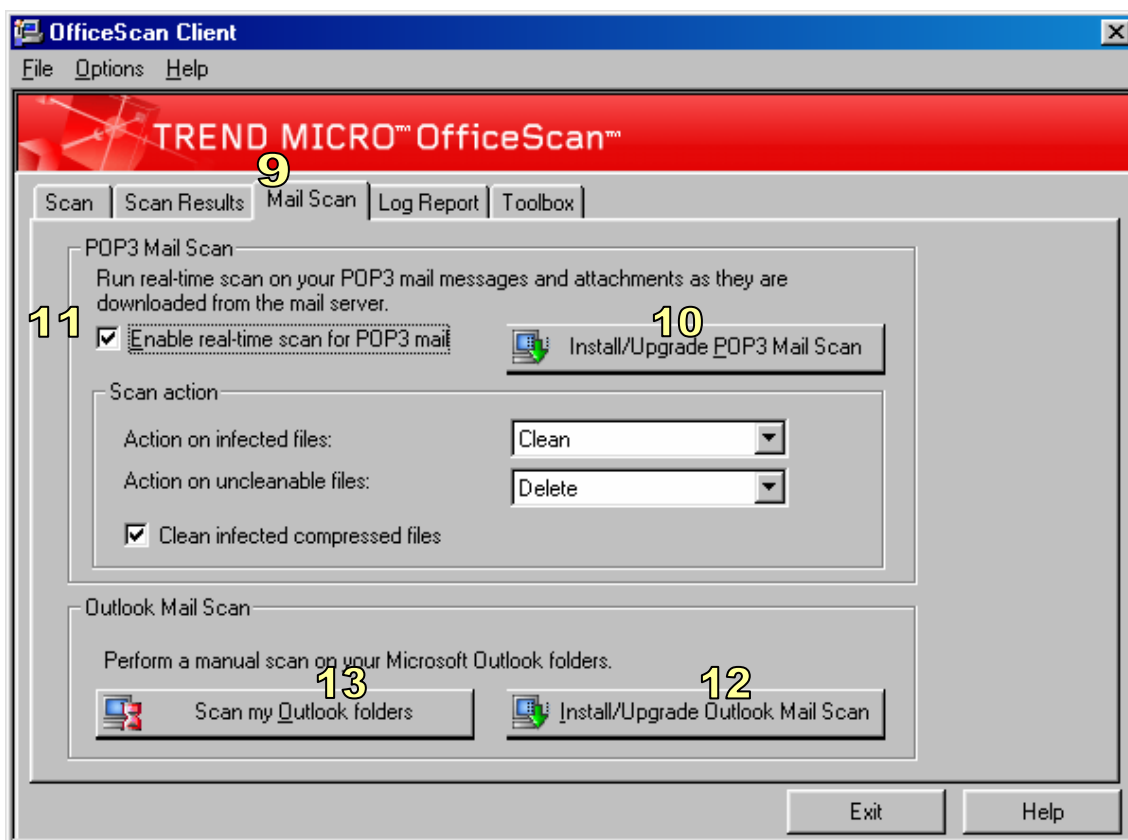 OfficeScan Client
File Options Help
TREND MICRO™ OfficeScan™
9
Scan Scan Results Mail Scan Log Report Toolbox
POP3 Mail Scan
Run real-time scan on your POP3 mail messages and attachments as they are
downloaded from the mail server.
11 10
Enable real-time scan for POP3 mail Install/Upgrade POP3 Mail Scan
Scan action
Action on infected files: Clean
Action on uncleanable files: Delete
Clean infected compressed files
Outlook Mail Scan
Perform a manual scan on your Microsoft Outlook folders.
13 12
Scan my Outlook folders Install/Upgrade Outlook Mail Scan
Exit Help